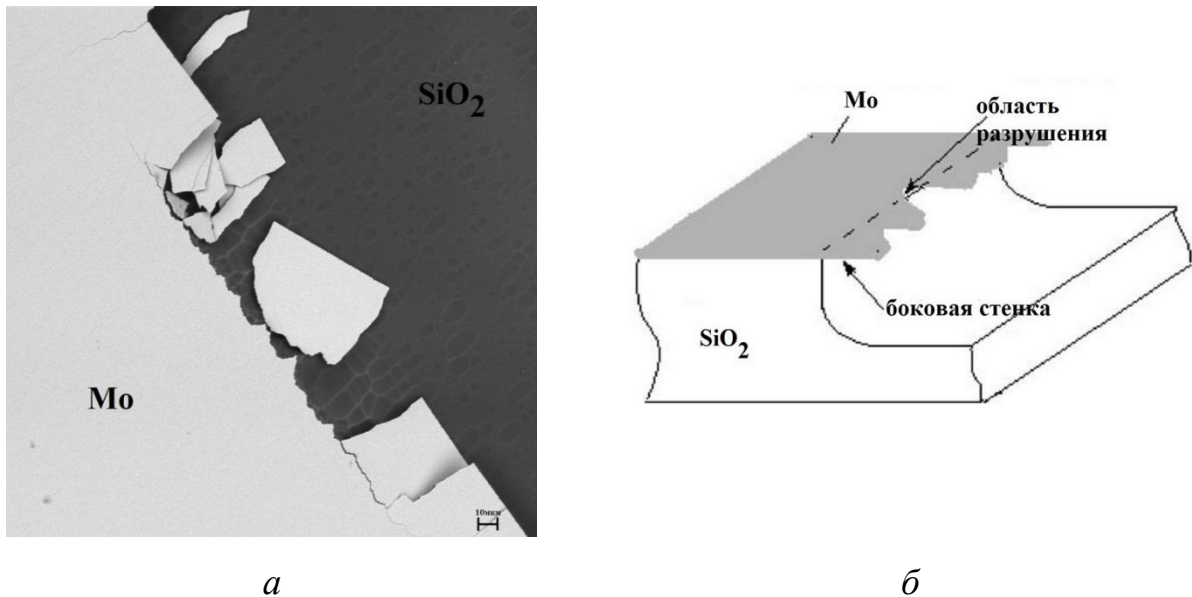 SiO2
Mo
10мкм
Mo
область
разрушения
боковая стенка
SiO2
а
б